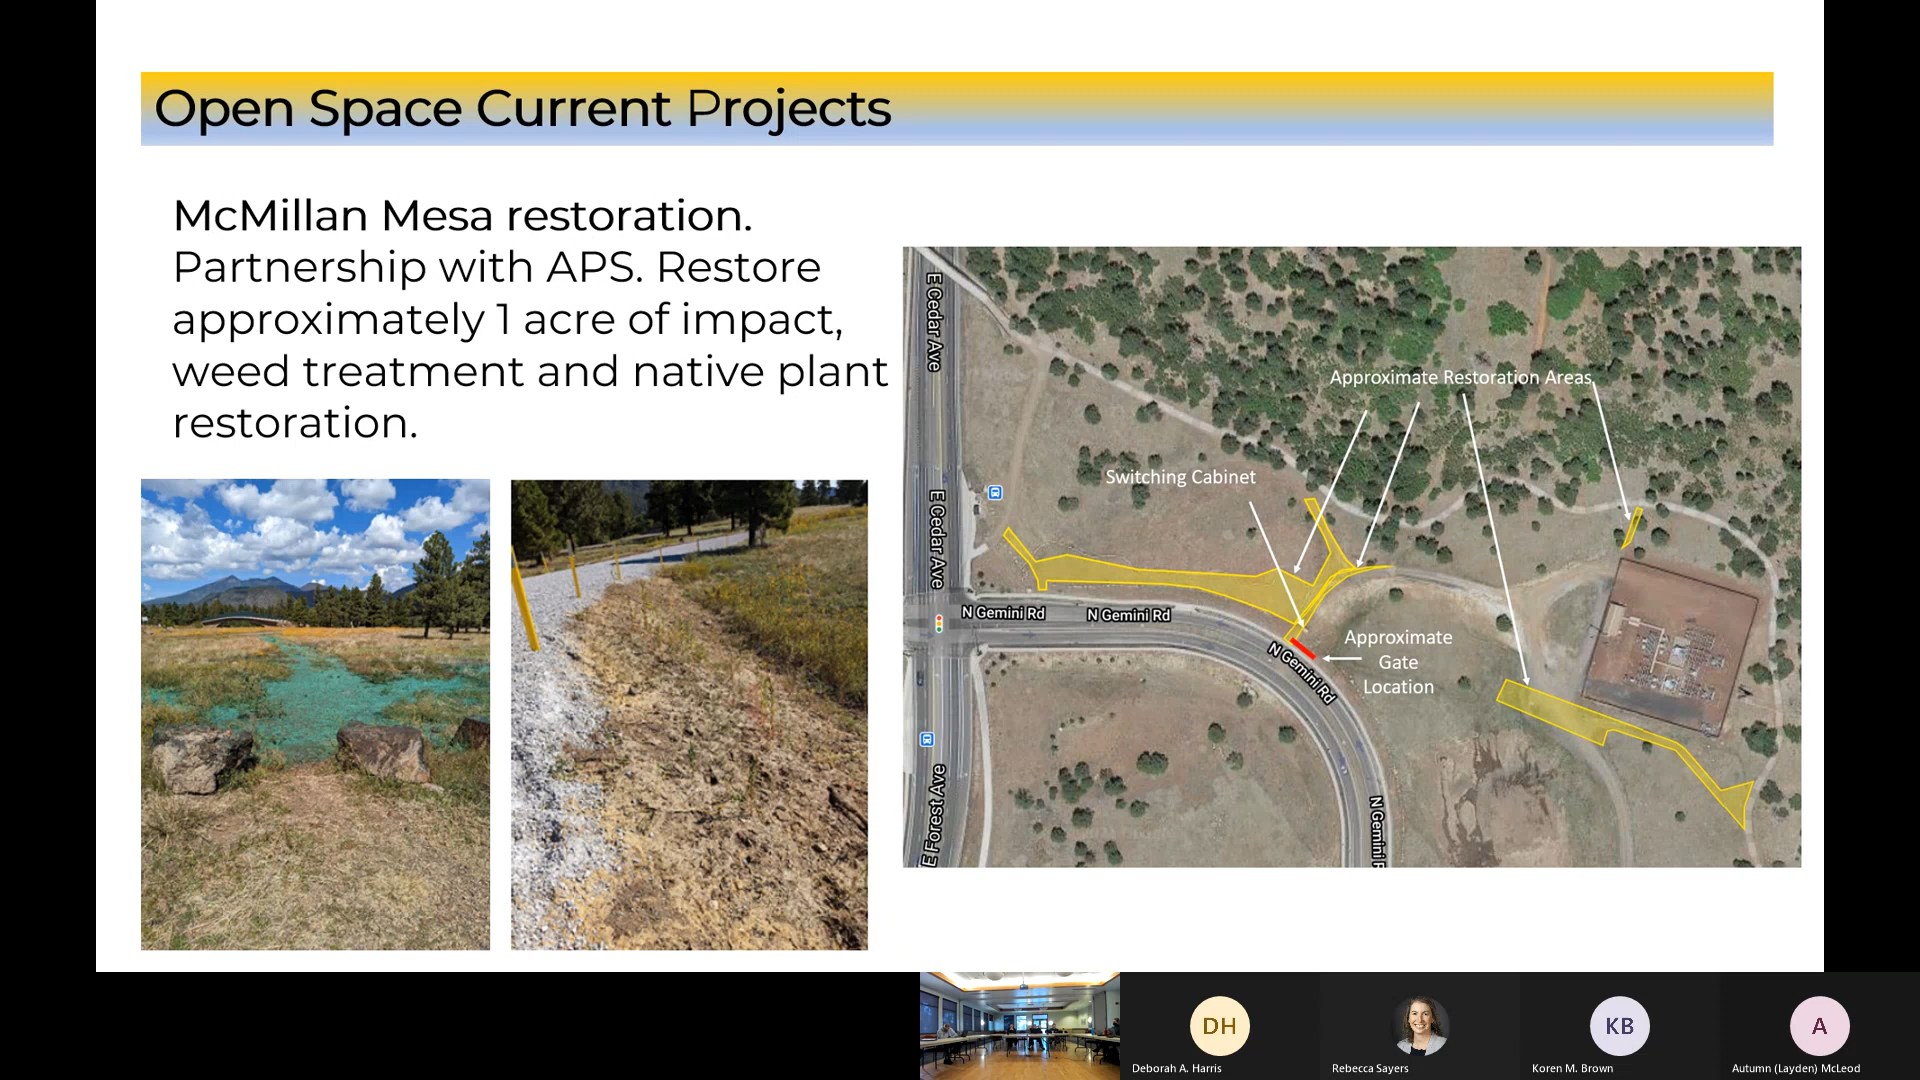 Open Space Current Projects
McMillan Mesa restoration.
Partnership with APS. Restore
approximately 1 acre of impact,
weed treatment and native plant
restoration.
E Cedar Ave
Approximate Restoration Areas
Switching Cabinet
E Cedar Ave
N Gemini Rd
N Gemini Rd
N Gemini Rd
Approximate
Gate
Location
E Forest Ave
N Gemini R
DH
KB
A
Deborah A. Harris
Rebecca Sayers
Koren M. Brown
Autumn (Layden) McLeod